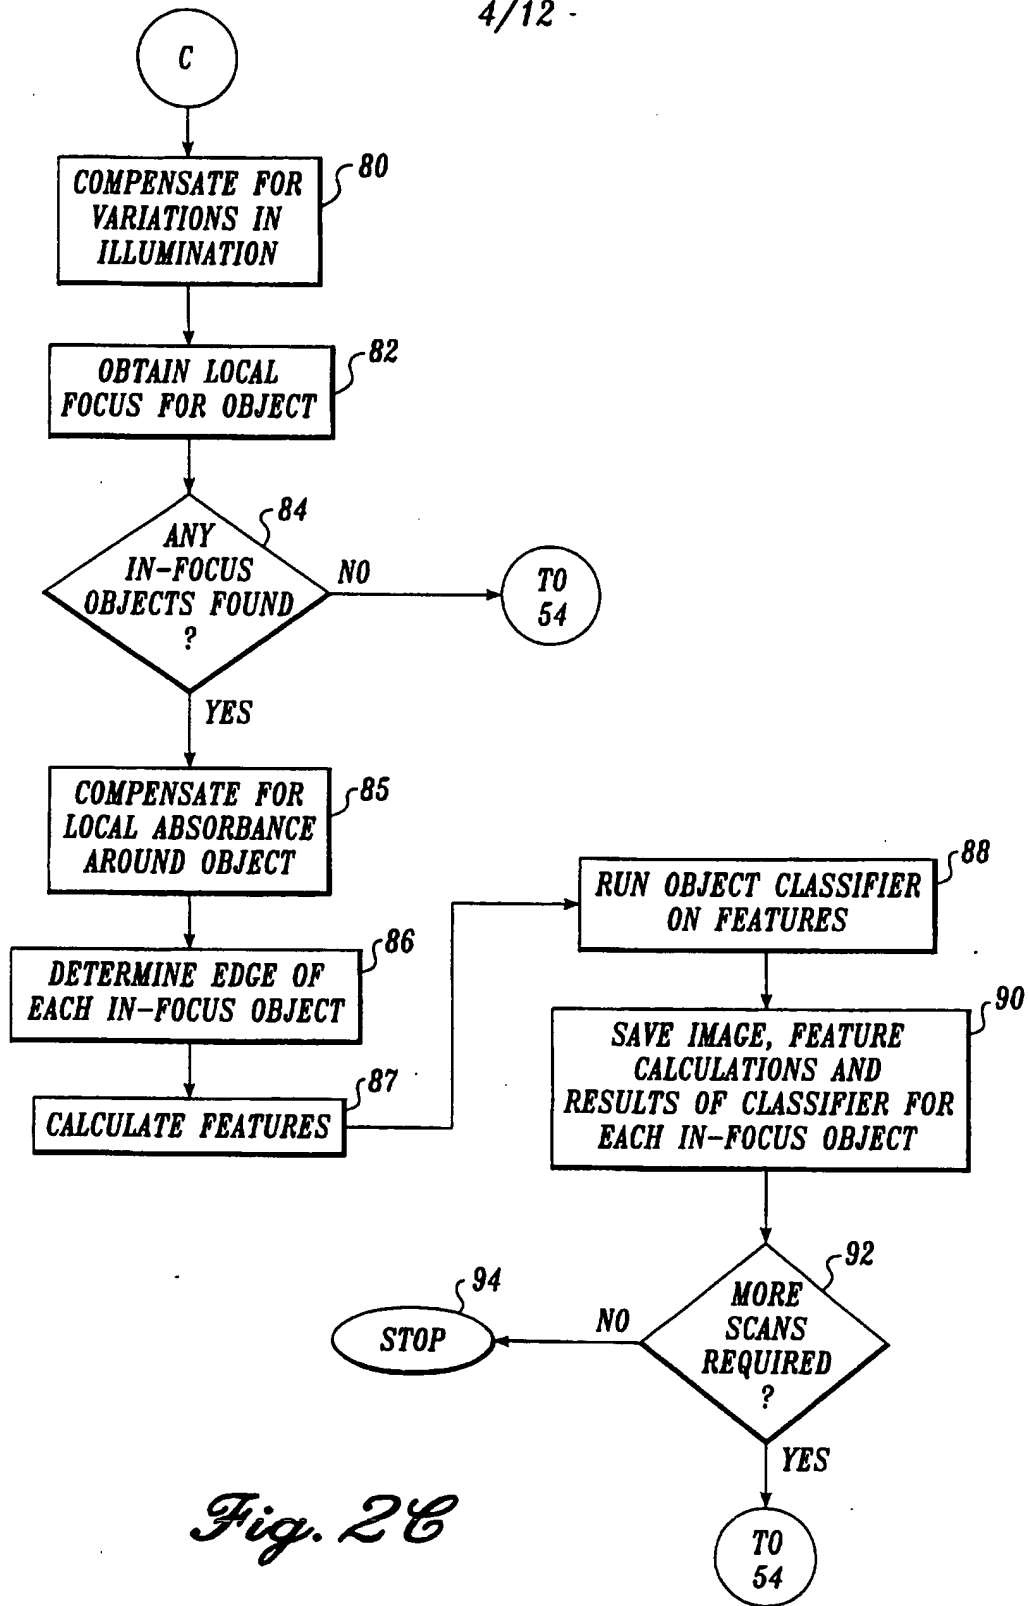 4/12
C
80
COMPENSATE FOR
VARIATIONS IN
ILLUMINATION
82
OBTAIN LOCAL
FOCUS FOR OBJECT
84
ANY
IN-FOCUS
OBJECTS FOUND
?
NO
TO
54
YES
85
COMPENSATE FOR
LOCAL ABSORBANCE
AROUND OBJECT
86
DETERMINE EDGE OF
EACH IN-FOCUS OBJECT
87
CALCULATE FEATURES
88
RUN OBJECT CLASSIFIER
ON FEATURES
90
SAVE IMAGE, FEATURE
CALCULATIONS AND
RESULTS OF CLASSIFIER FOR
EACH IN-FOCUS OBJECT
92
MORE
SCANS
REQUIRED
?
NO
94
STOP
YES
TO
54
Fig. 2C